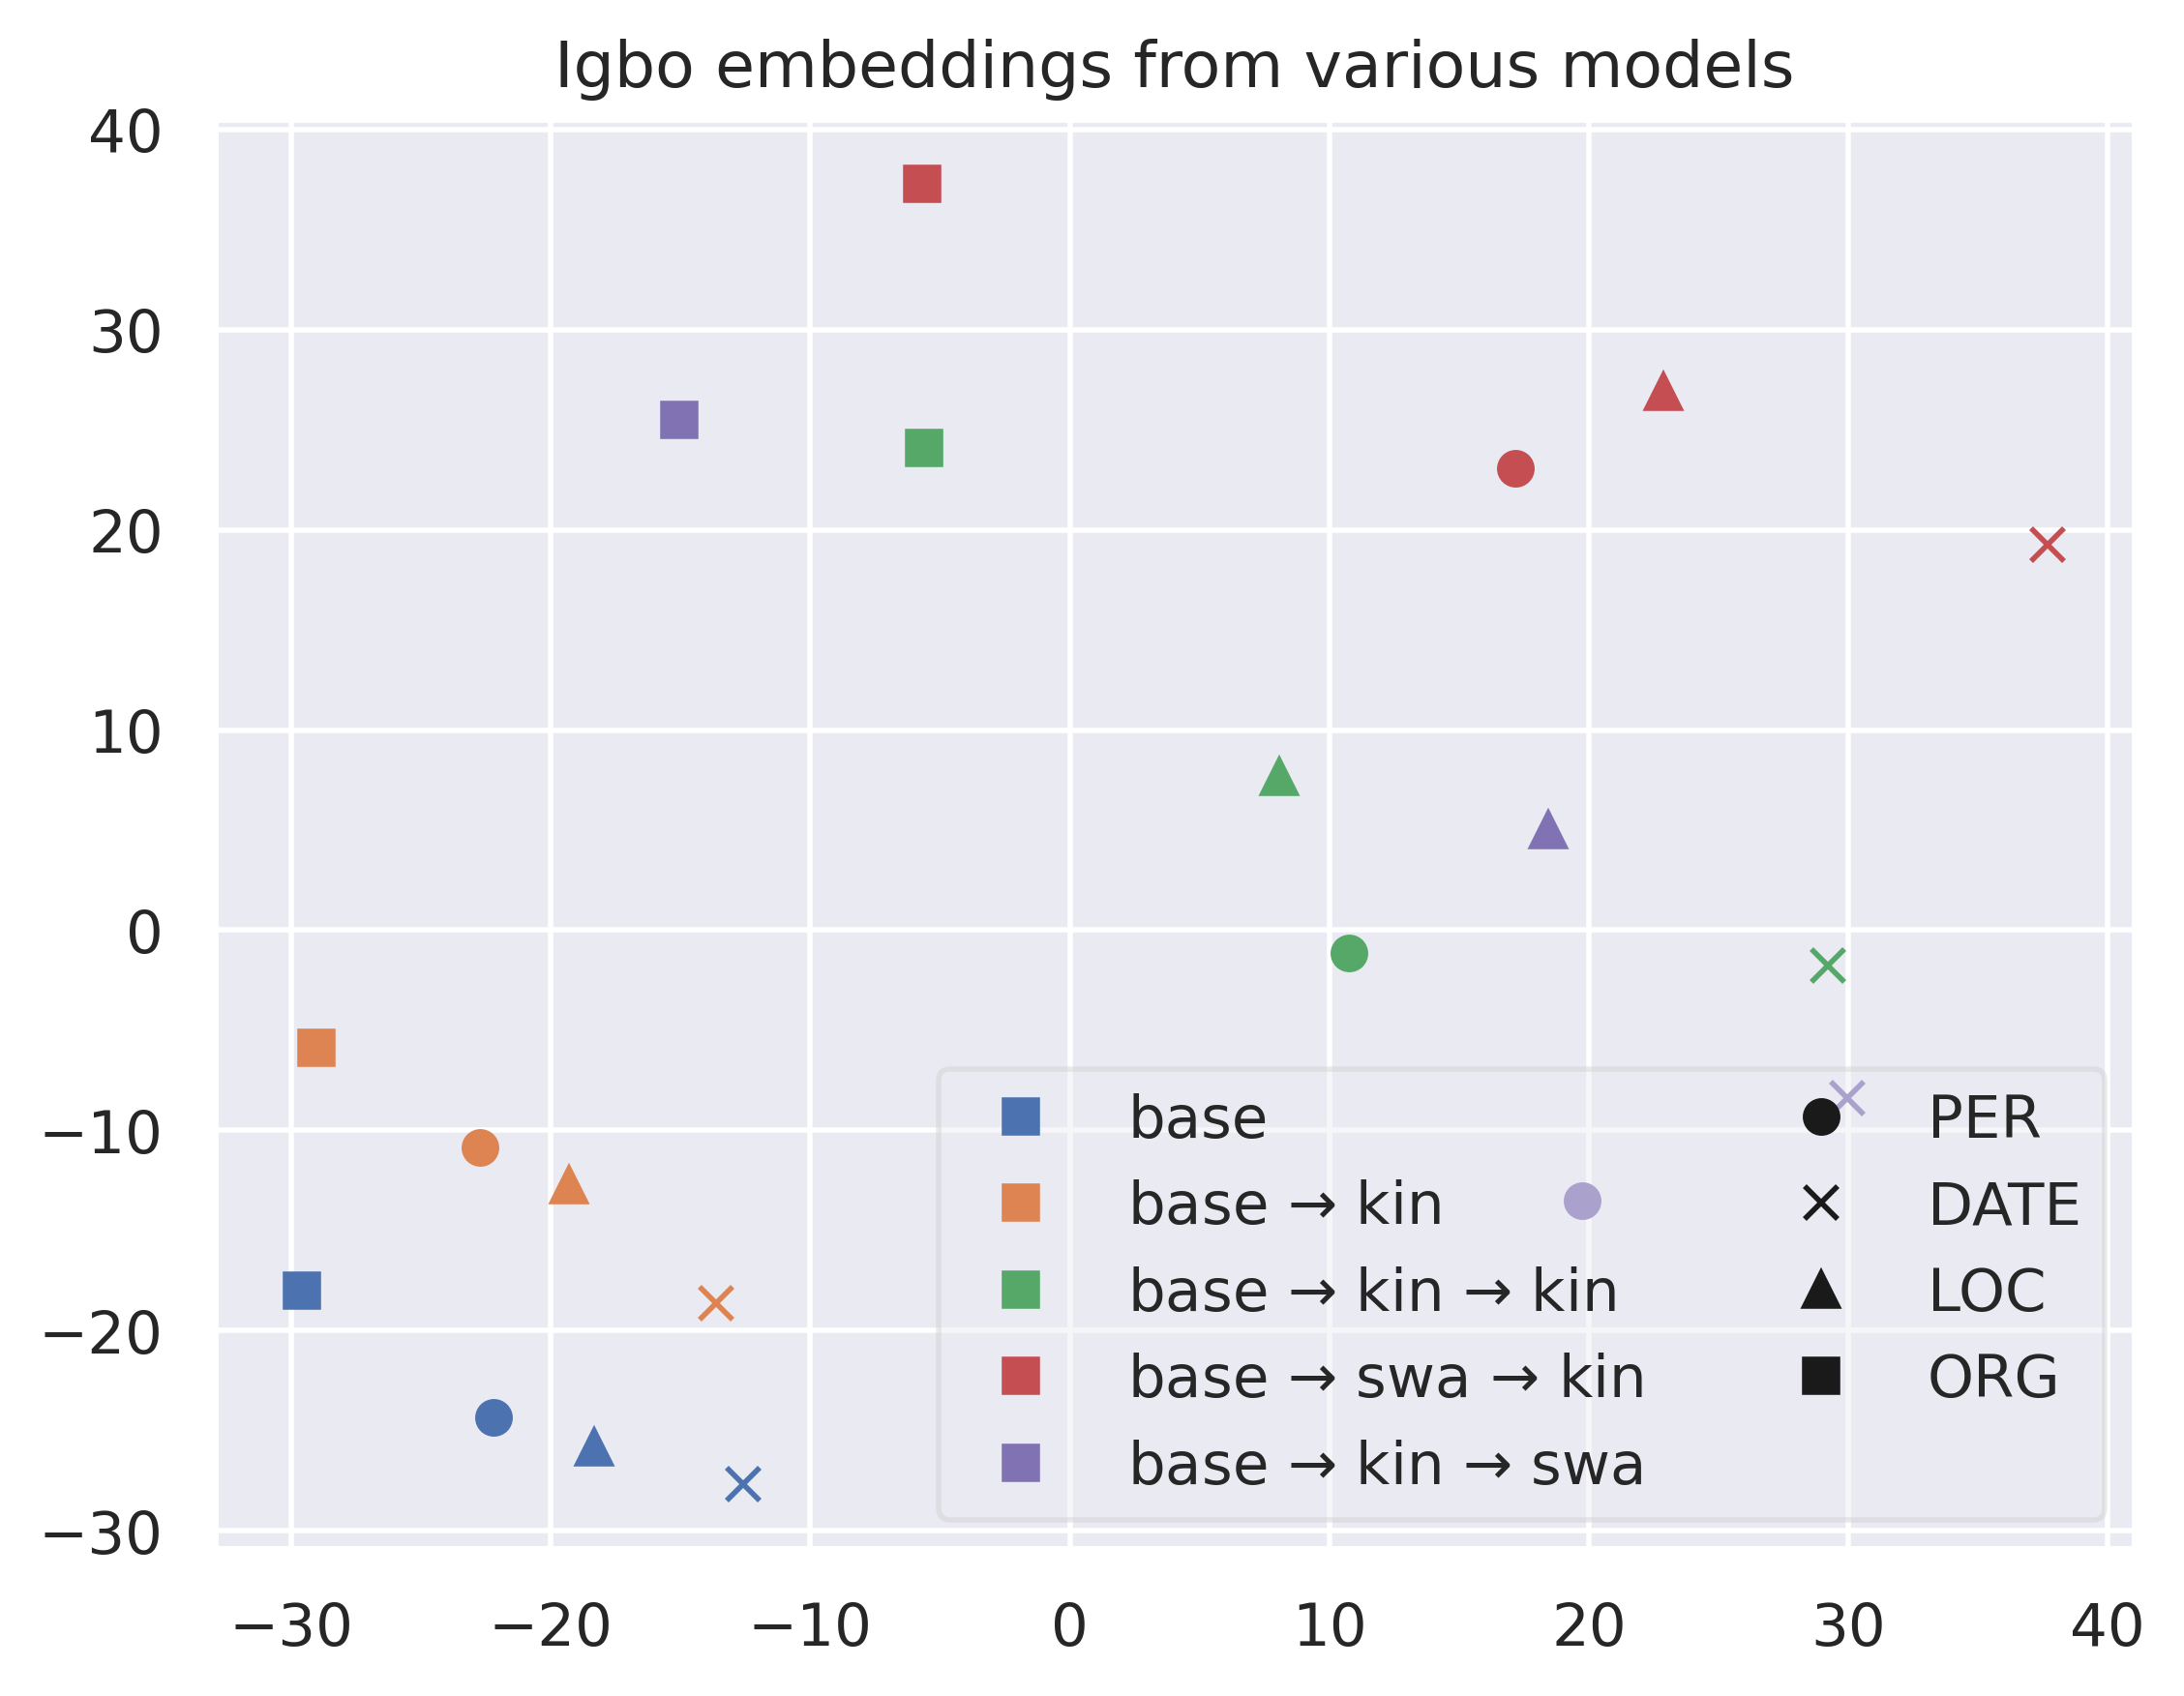 Igbo embeddings from various models
40
30
20
10
0
−10
−20
−30
−30 −20 −10 0 10 20 30 40
base
base → kin
base → kin → kin
base → swa → kin
base → kin → swa
PER
DATE
LOC
ORG